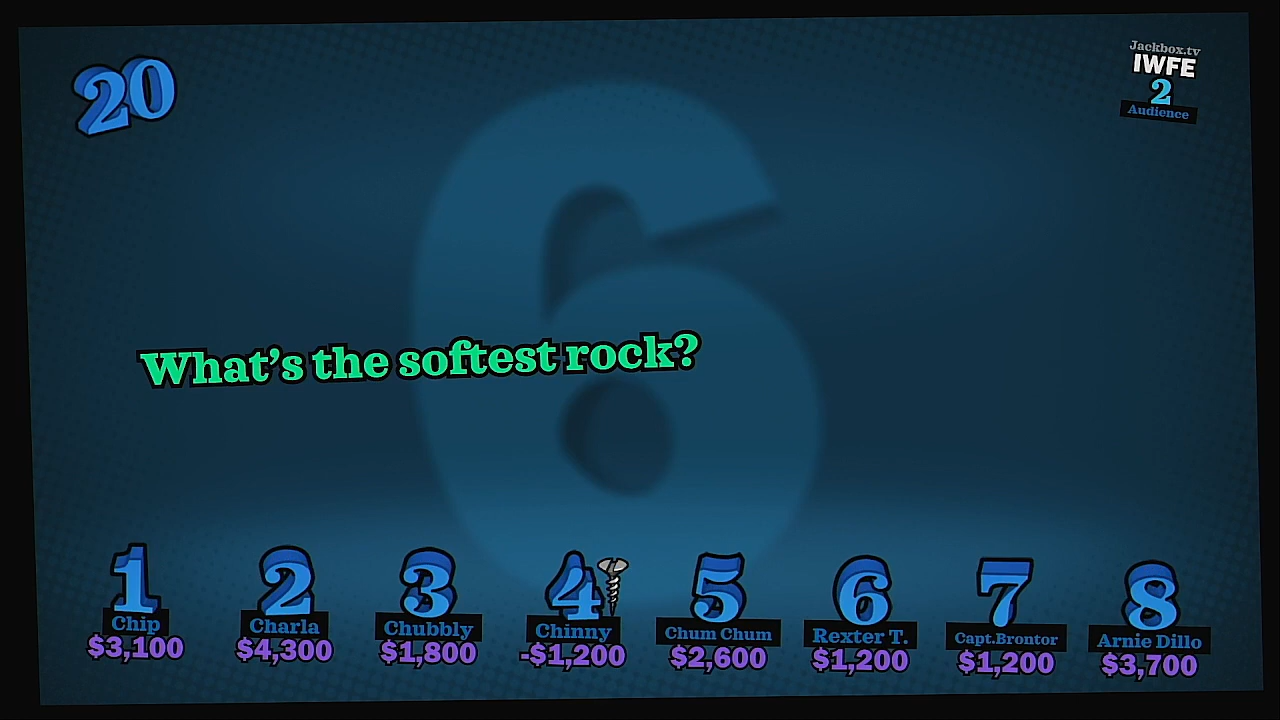 20
Jackbox.tv
IWFE
2
Audience
6
What's the softest rock?
1
Chip
$3,100
2
Charla
$4,300
3
Chubbly
$1,800
4
Chinny
-$1,200
5
Chum Chum
$2,600
6
Rexter T.
$1,200
7
Capt.Brontor
$1,200
8
Arnie Dillo
$3,700